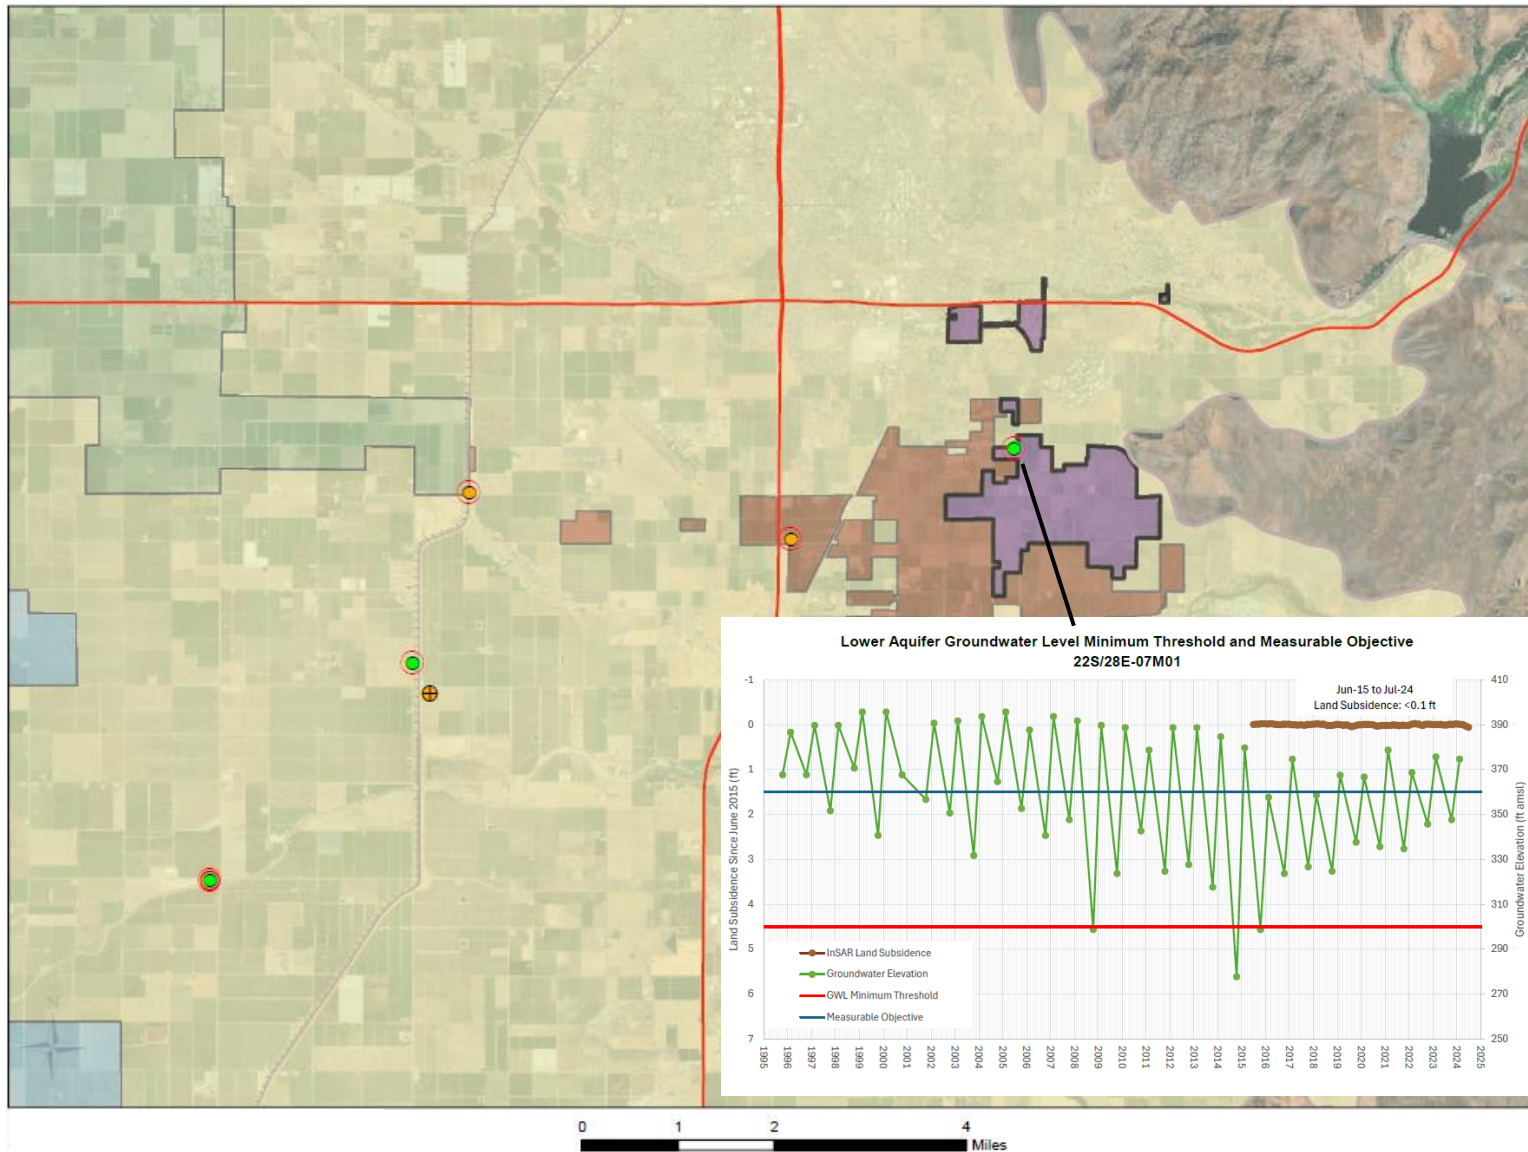 Lower Aquifer Groundwater Level Minimum Threshold and Measurable Objective
22S/28E-07M01
Jun-15 to Jul-24
Land Subsidence: <0.1 ft
Land Subsidence Since June 2015 (ft)
-1
0
1
2
3
4
5
6
7
410
390
370
350
330
310
290
270
250
Groundwater Elevation (ft amsl)
InSAR Land Subsidence
Groundwater Elevation
GWL Minimum Threshold
Measurable Objective
1995 1996 1997 1998 1999 2000 2001 2002 2003 2004 2005 2006 2007 2008 2009 2010 2011 2012 2013 2014 2015 2016 2017 2018 2019 2020 2021 2022 2023 2024 2025
N
0 1 2 4
Miles